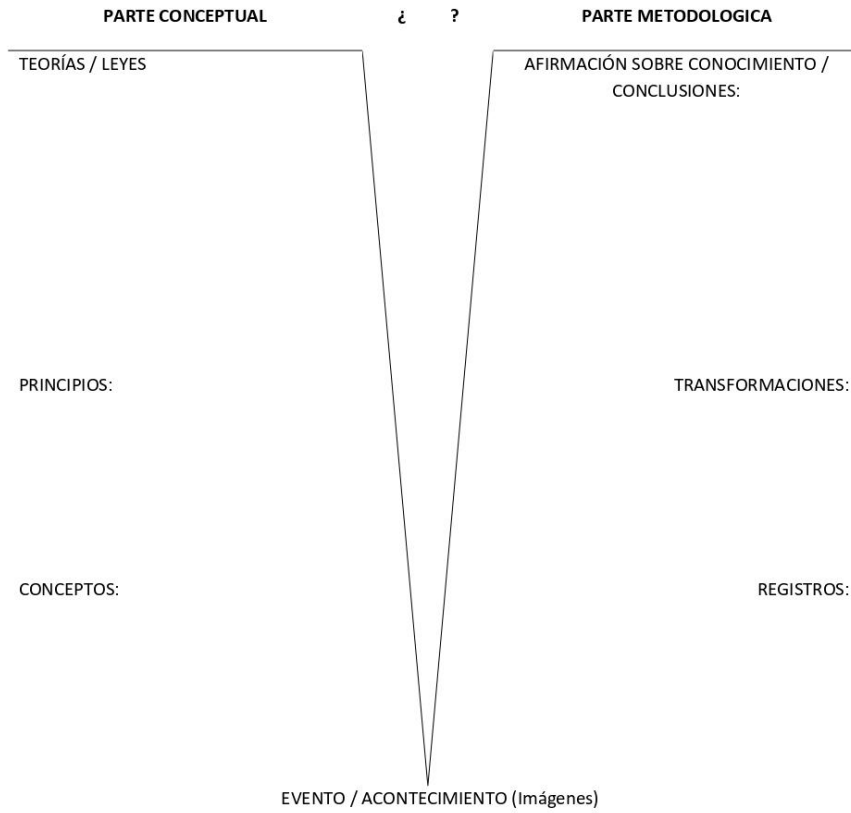 PARTE CONCEPTUAL ¿ ? PARTE METODOLOGICA
TEORÍAS / LEYES
AFIRMACIÓN SOBRE CONOCIMIENTO /
CONCLUSIONES:
PRINCIPIOS:
TRANSFORMACIONES:
CONCEPTOS:
REGISTROS:
EVENTO / ACONTECIMIENTO (Imágenes)